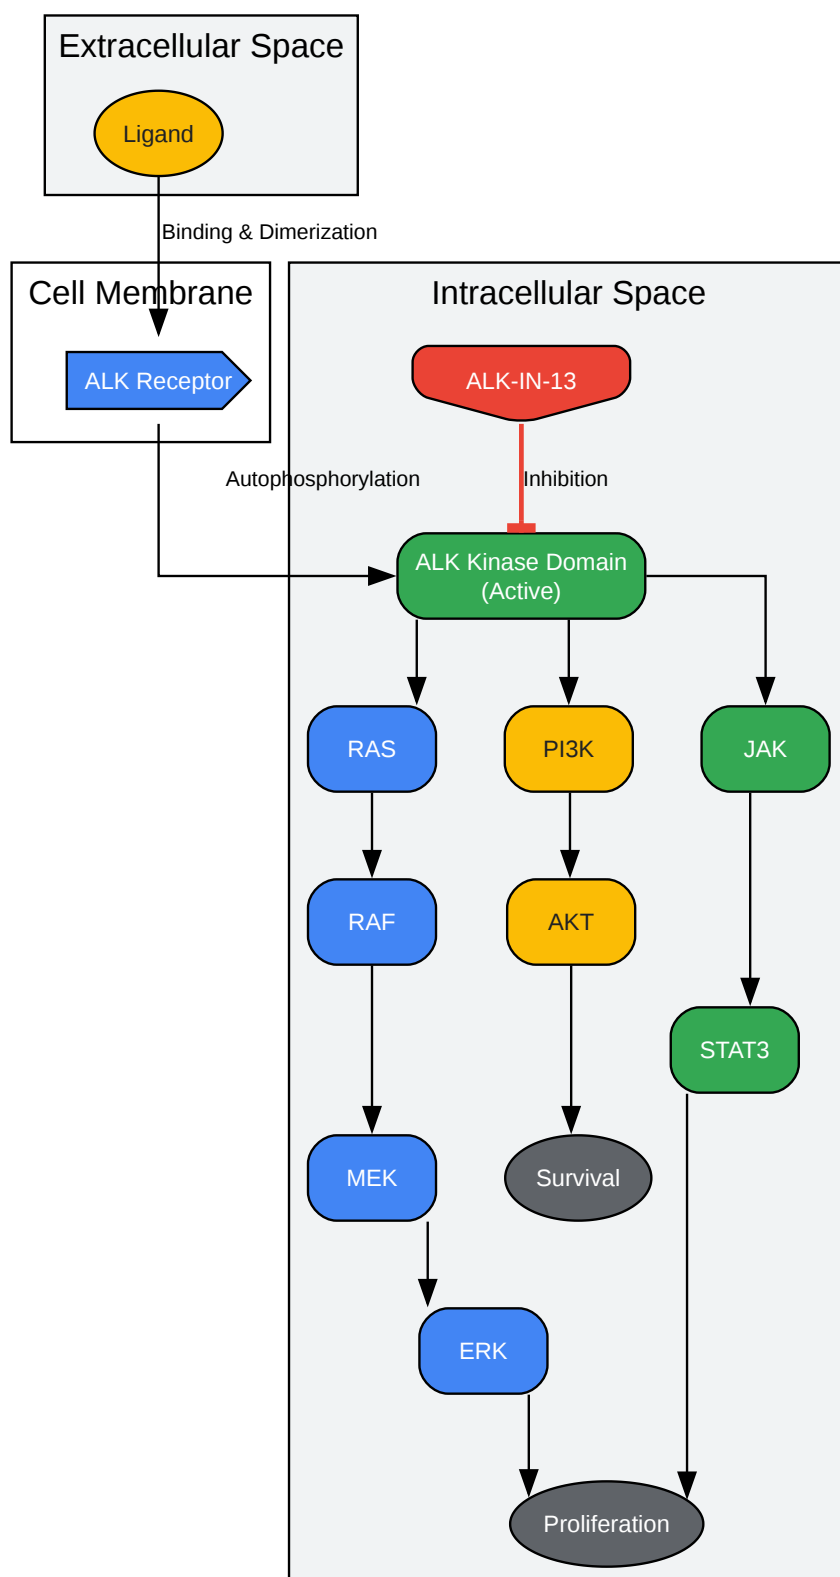 Extracellular Space
Ligand
Binding & Dimerization
Cell Membrane
Intracellular Space
ALK Receptor
ALK-IN-13
Autophosphorylation
Inhibition
ALK Kinase Domain
(Active)
RAS
PI3K
JAK
RAF
AKT
STAT3
MEK
Survival
ERK
Proliferation